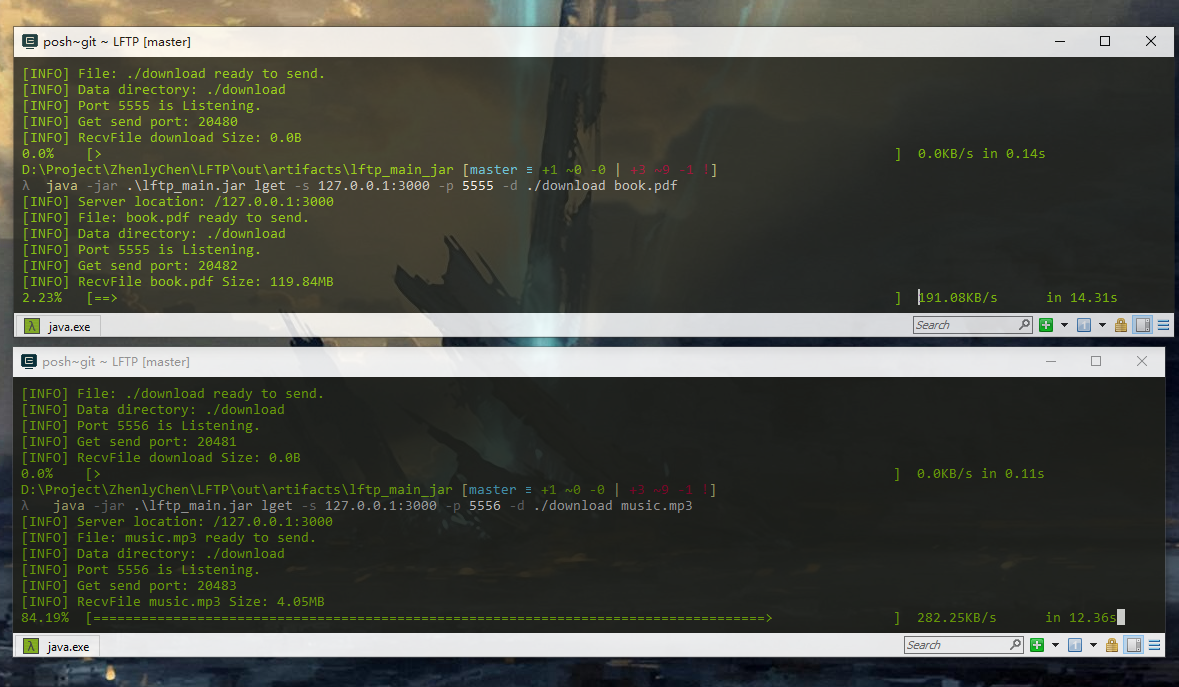 posh~git ~ LFTP [master]
[INFO] File: ./download ready to send.
[INFO] Data directory: ./download
[INFO] Port 5555 is Listening.
[INFO] Get send port: 20480
[INFO] RecvFile download Size: 0.0B
0.0% [> ] 0.0KB/s in 0.14s
D:\Project\ZhenlyChen\LFTP\out\artifacts\lftp_main_jar [master ≡ +1 ~0 -0 | +3 ~9 -1 !]
λ java -jar .\lftp_main.jar lget -s 127.0.0.1:3000 -p 5555 -d ./download book.pdf
[INFO] Server location: /127.0.0.1:3000
[INFO] File: book.pdf ready to send.
[INFO] Data directory: ./download
[INFO] Port 5555 is Listening.
[INFO] Get send port: 20482
[INFO] RecvFile book.pdf Size: 119.84MB
2.23% [==> ] 191.08KB/s in 14.31s
λ java.exe Search
posh~git ~ LFTP [master]
[INFO] File: ./download ready to send.
[INFO] Data directory: ./download
[INFO] Port 5556 is Listening.
[INFO] Get send port: 20481
[INFO] RecvFile download Size: 0.0B
0.0% [> ] 0.0KB/s in 0.11s
D:\Project\ZhenlyChen\LFTP\out\artifacts\lftp_main_jar [master ≡ +1 ~0 -0 | +3 ~9 -1 !]
λ java -jar .\lftp_main.jar lget -s 127.0.0.1:3000 -p 5556 -d ./download music.mp3
[INFO] Server location: /127.0.0.1:3000
[INFO] File: music.mp3 ready to send.
[INFO] Data directory: ./download
[INFO] Port 5556 is Listening.
[INFO] Get send port: 20483
[INFO] RecvFile music.mp3 Size: 4.05MB
84.19% [====================================================================================> ] 282.25KB/s in 12.36s
λ java.exe Search